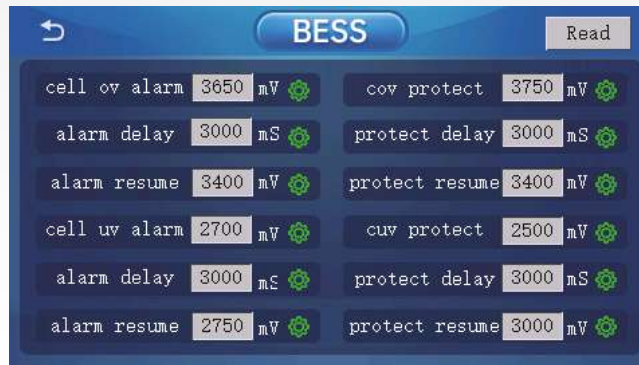 BESS
Read
cell ov alarm 3650 mV
cov protect 3750 mV
alarm delay 3000 mS
protect delay 3000 mS
alarm resume 3400 mV
protect resume 3400 mV
cell uv alarm 2700 mV
cuv protect 2500 mV
alarm delay 3000 mS
protect delay 3000 mS
alarm resume 2750 mV
protect resume 3000 mV